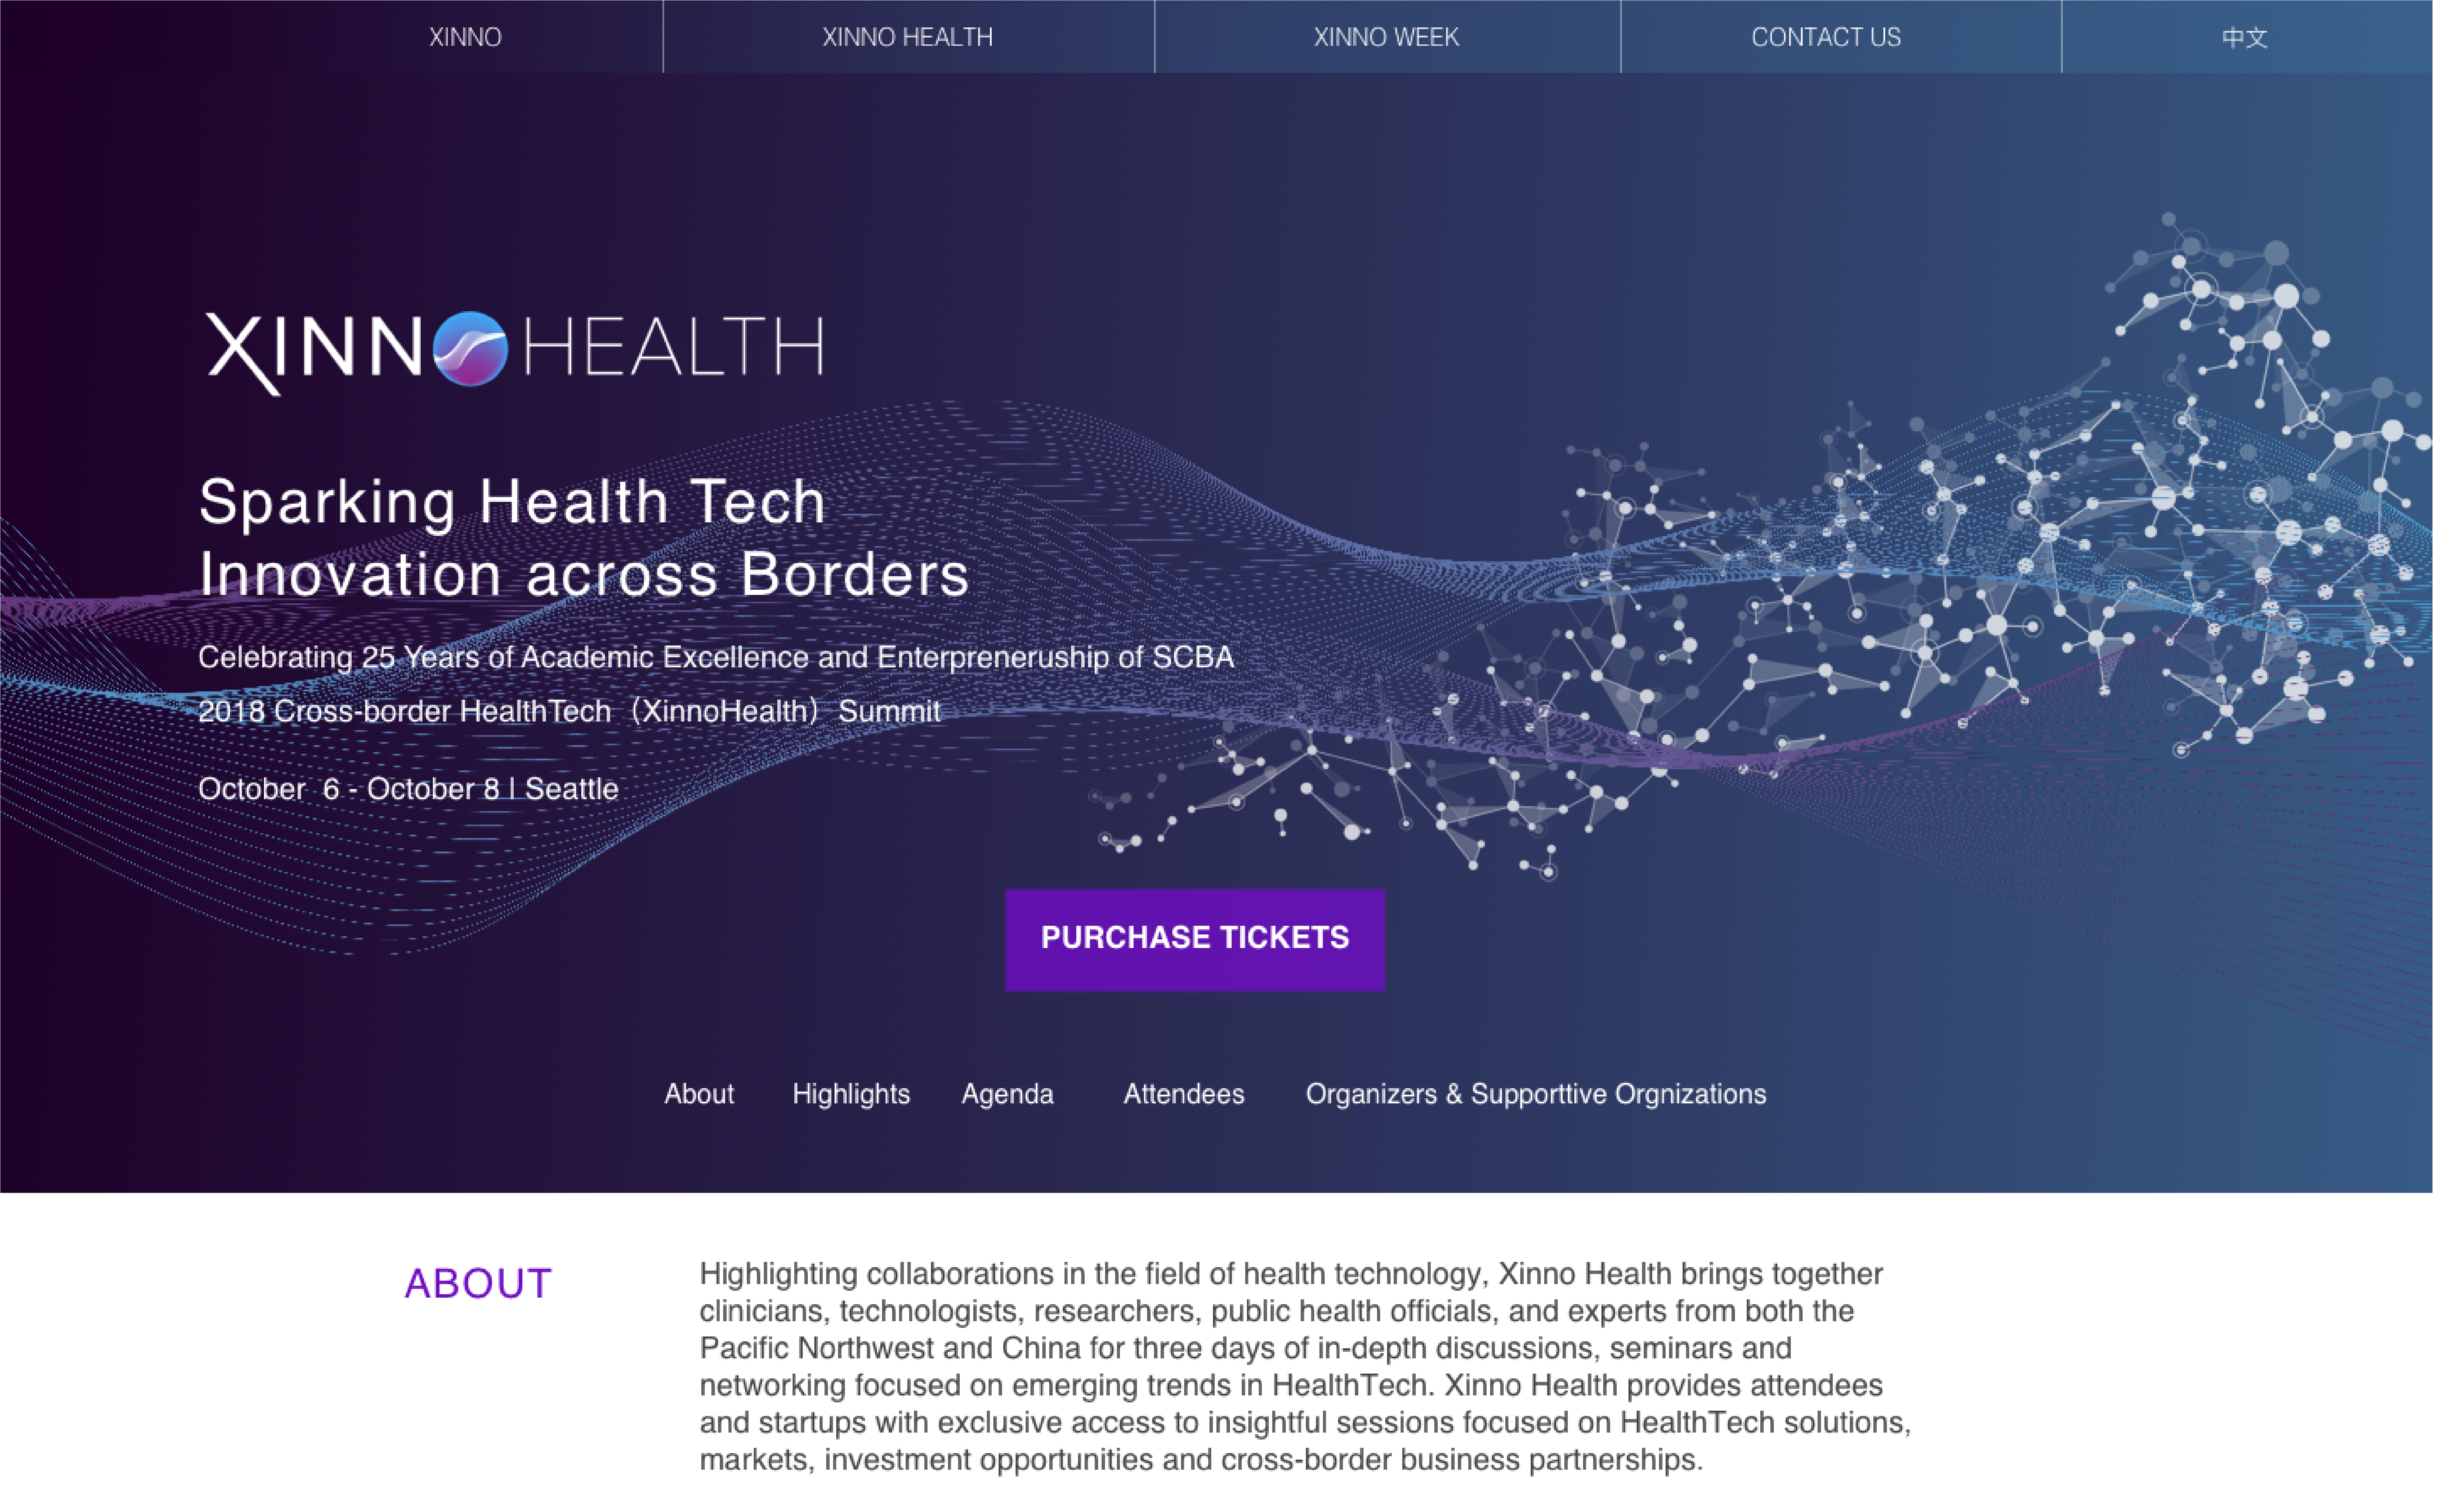 XINNO
XINNO HEALTH
XINNO WEEK
CONTACT US
中文
XINNO HEALTH
Sparking Health Tech
Innovation across Borders
Celebrating 25 Years of Academic Excellence and Enterpreneruship of SCBA
2018 Cross-border HealthTech（XinnoHealth）Summit
October  6 - October 8 | Seattle
PURCHASE TICKETS
About
Highlights
Agenda
Attendees
Organizers & Supporttive Orgnizations
ABOUT
Highlighting collaborations in the field of health technology, Xinno Health brings together
clinicians, technologists, researchers, public health officials, and experts from both the
Pacific Northwest and China for three days of in-depth discussions, seminars and
networking focused on emerging trends in HealthTech. Xinno Health provides attendees
and startups with exclusive access to insightful sessions focused on HealthTech solutions,
markets, investment opportunities and cross-border business partnerships.